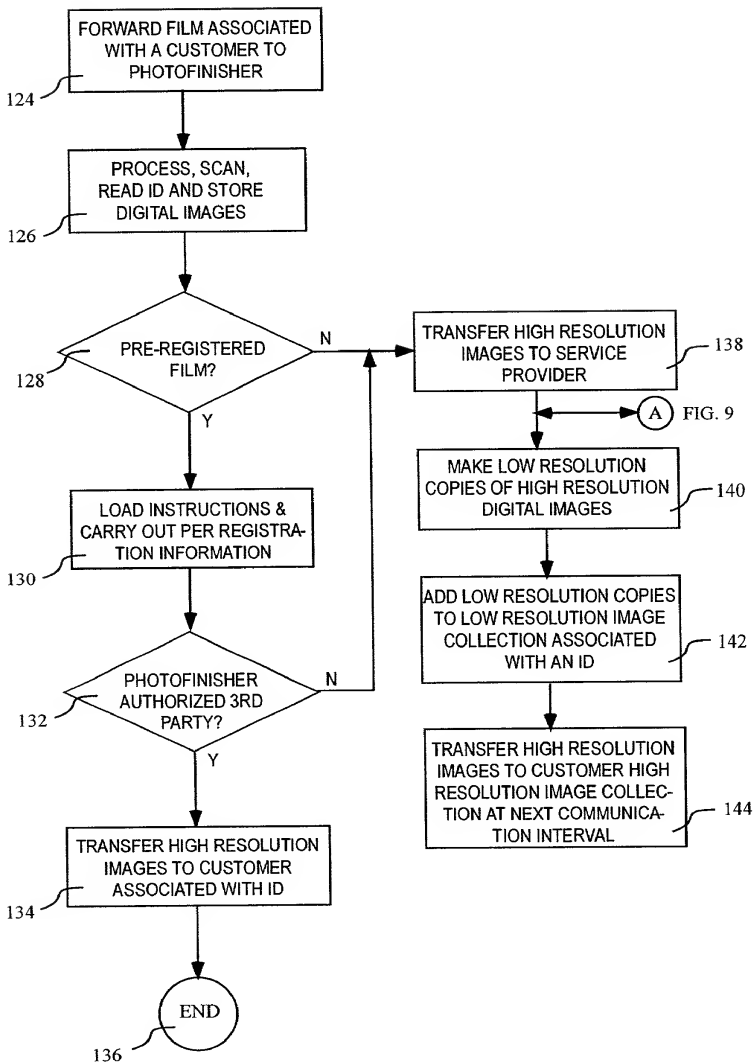 FORWARD FILM ASSOCIATED
WITH A CUSTOMER TO
PHOTOFINISHER
124
PROCESS, SCAN,
READ ID AND STORE
DIGITAL IMAGES
126
PRE-REGISTERED
FILM?
N
128
Y
LOAD INSTRUCTIONS &
CARRY OUT PER REGISTRA-
TION INFORMATION
130
PHOTOFINISHER
AUTHORIZED 3RD
PARTY?
N
132
Y
TRANSFER HIGH RESOLUTION
IMAGES TO CUSTOMER
ASSOCIATED WITH ID
134
END
136
TRANSFER HIGH RESOLUTION
IMAGES TO SERVICE
PROVIDER
138
A FIG. 9
MAKE LOW RESOLUTION
COPIES OF HIGH RESOLUTION
DIGITAL IMAGES
140
ADD LOW RESOLUTION COPIES
TO LOW RESOLUTION IMAGE
COLLECTION ASSOCIATED
WITH AN ID
142
TRANSFER HIGH RESOLUTION
IMAGES TO CUSTOMER HIGH
RESOLUTION IMAGE COLLEC-
TION AT NEXT COMMUNICA-
TION INTERVAL
144